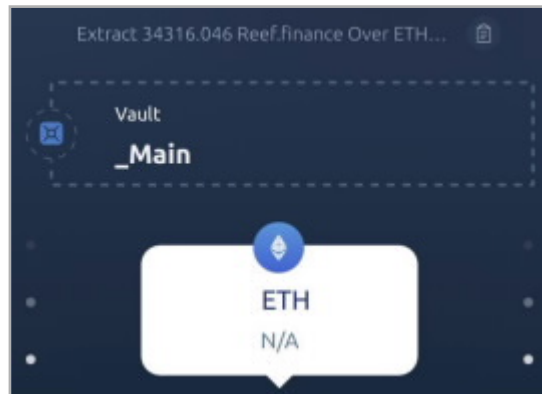 Extract 34316.046 Reef.finance Over ETH...
Vault
_Main
ETH
N/A